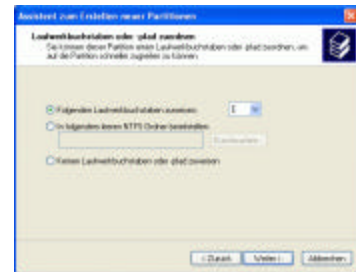 Assistent zum Erstellen neuer Partitionen
Laufwerkbuchstaben oder -pfad zuordnen
Sie können dieser Partition einen Laufwerkbuchstaben oder -pfad zuordnen, um
auf die Partition schneller zugreifen zu können.
Folgenden Laufwerkbuchstaben zuweisen:
In folgendem leeren NTFS-Ordner bereitstellen:
Durchsuchen...
Keinen Laufwerkbuchstaben oder -pfad zuweisen
< Zurück Weiter > Abbrechen